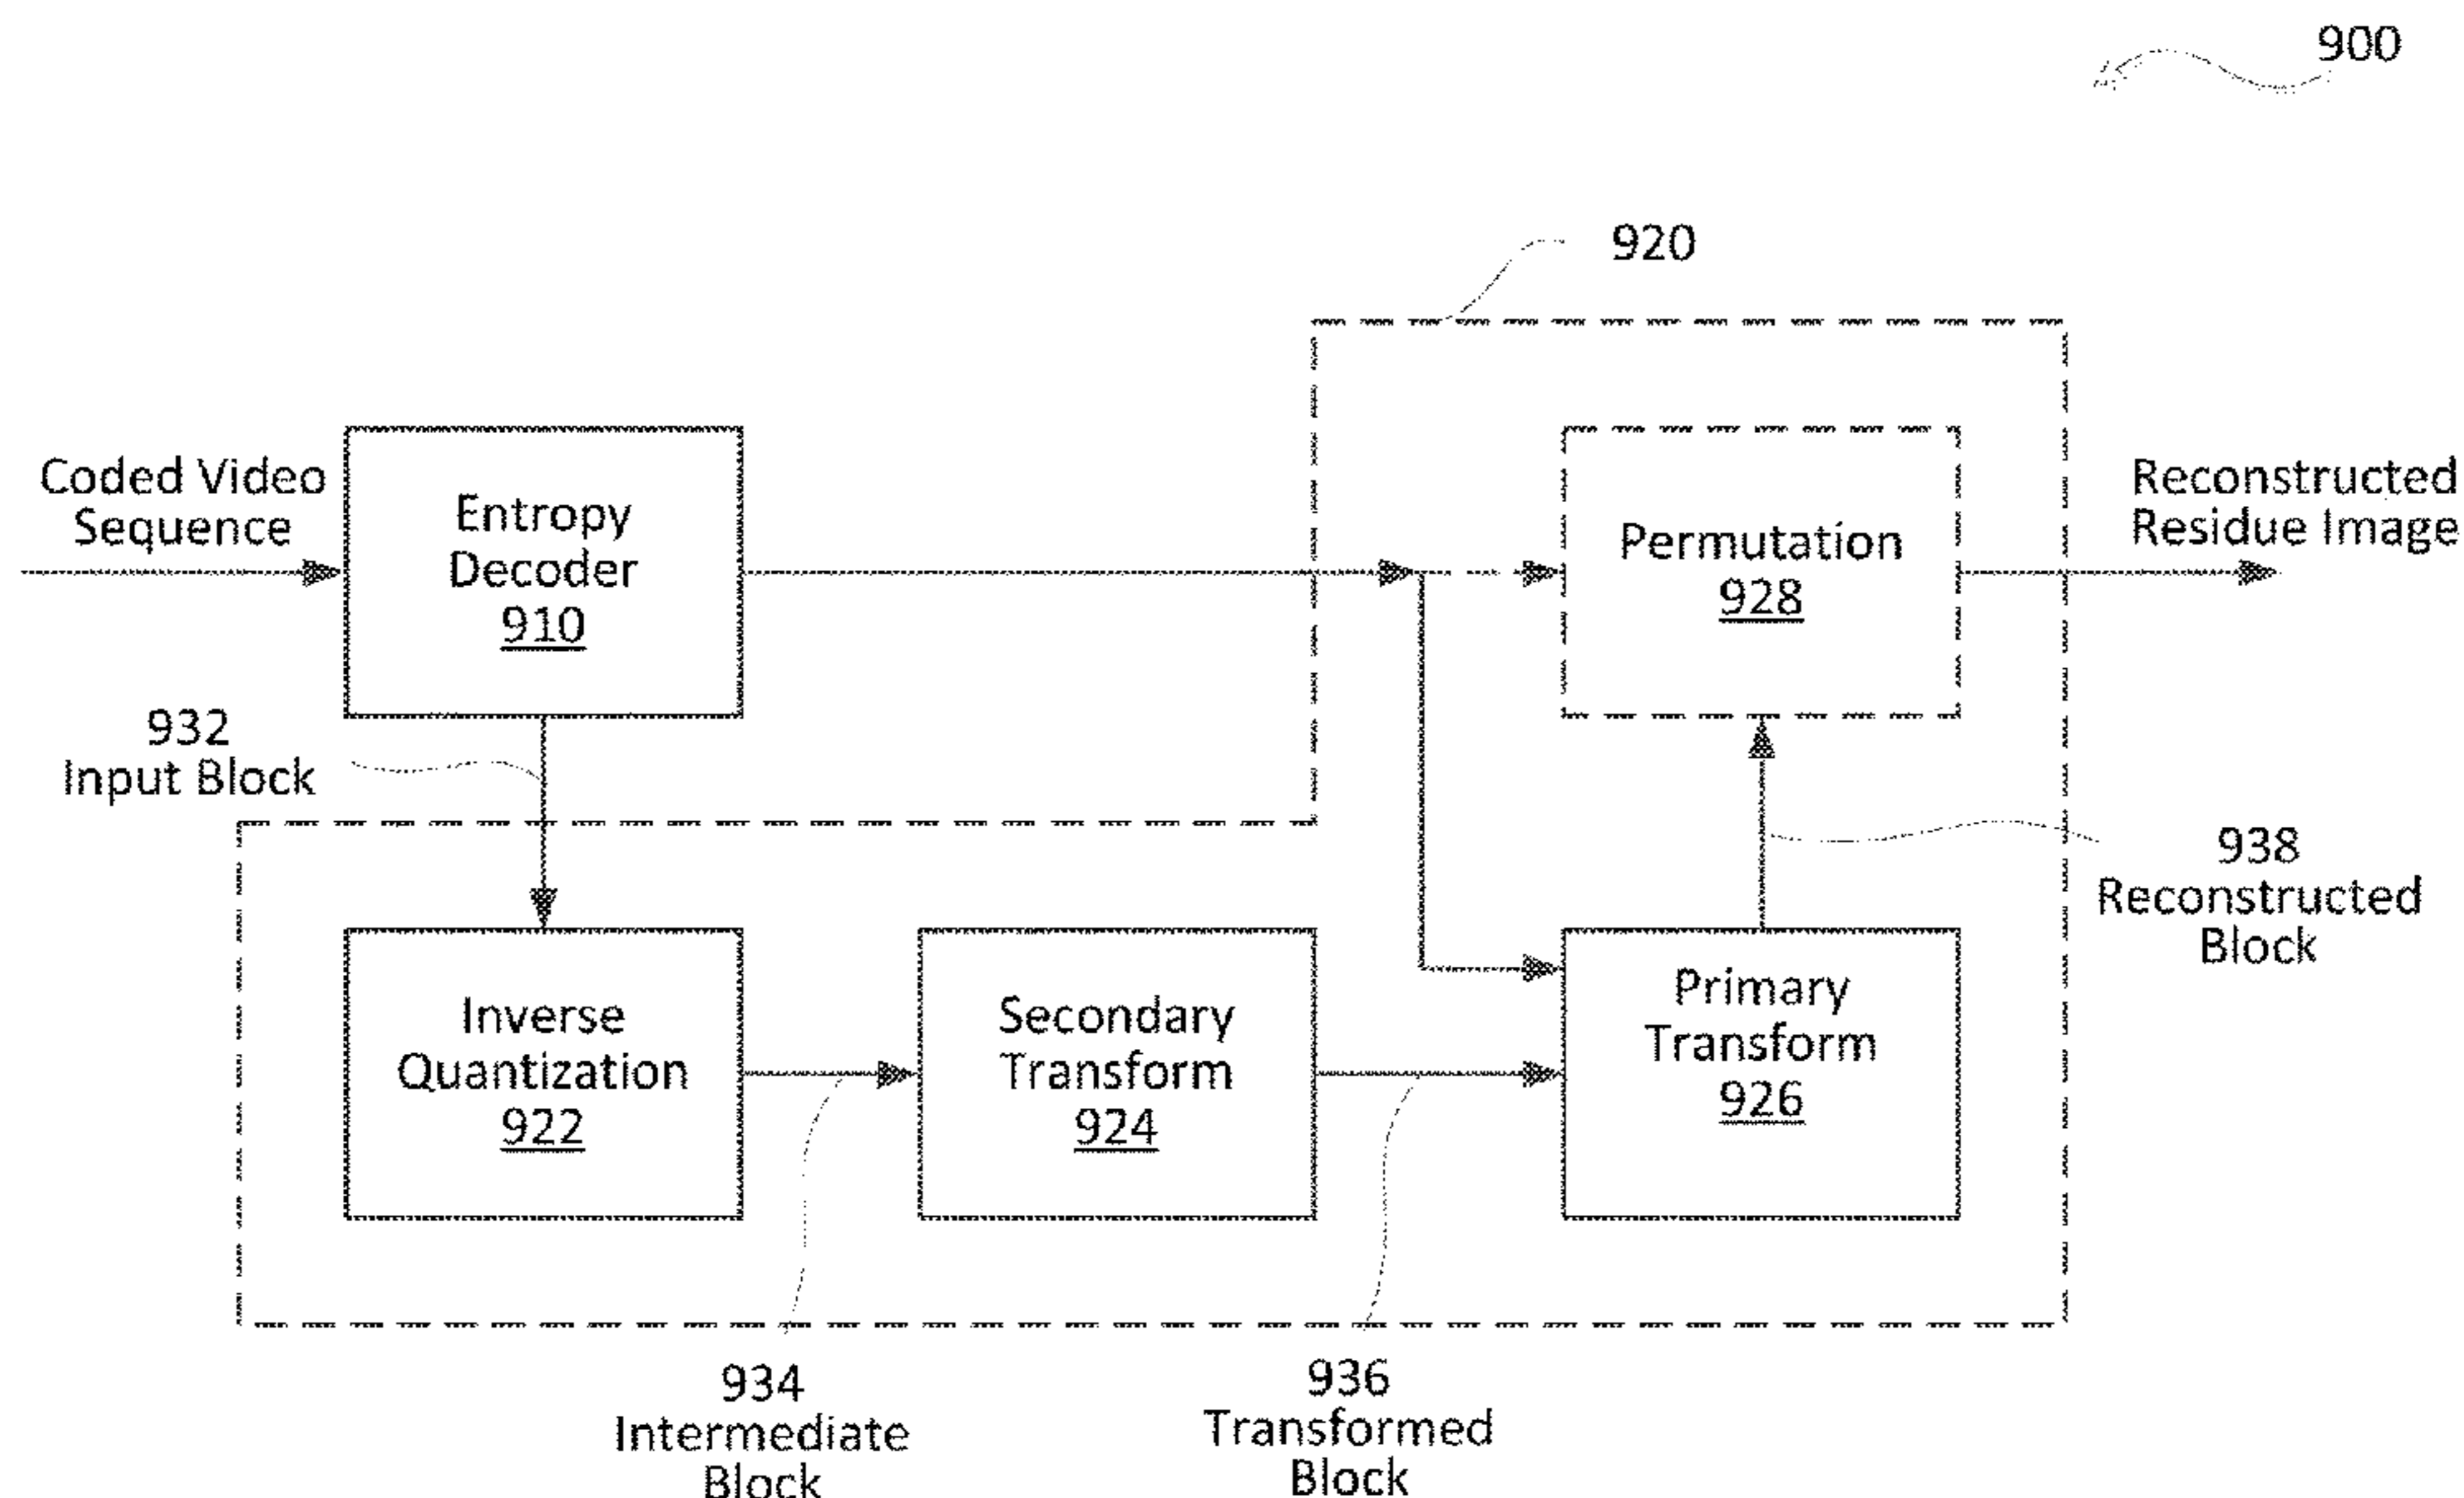 900
920
Coded Video
Sequence
Entropy
Decoder
910
Permutation
928
Reconstructed
Residue Image
932
Input Block
938
Reconstructed
Block
Inverse
Quantization
922
Secondary
Transform
924
Primary
Transform
926
934
Intermediate
Block
936
Transformed
Block